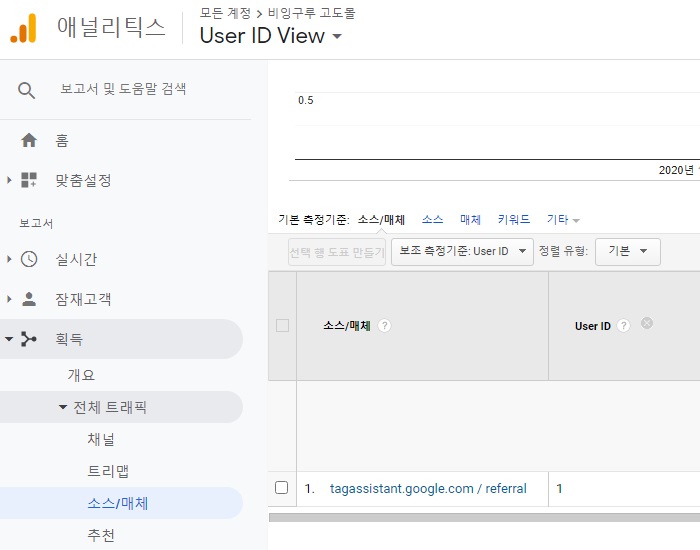 애널리틱스
모든 계정 > 비잉구루 고도몰
User ID View
보고서 및 도움말 검색
홈
맞춤설정
보고서
실시간
잠재고객
획득
개요
전체 트래픽
채널
트리맵
소스/매체
추천
0.5
2020년
기본 측정기준: 소스/매체 소스 매체 키워드 기타
선택 행 도표 만들기 보조 측정기준: User ID 정렬 유형: 기본
소스/매체 ? User ID ?
1. tagassistant.google.com / referral 1